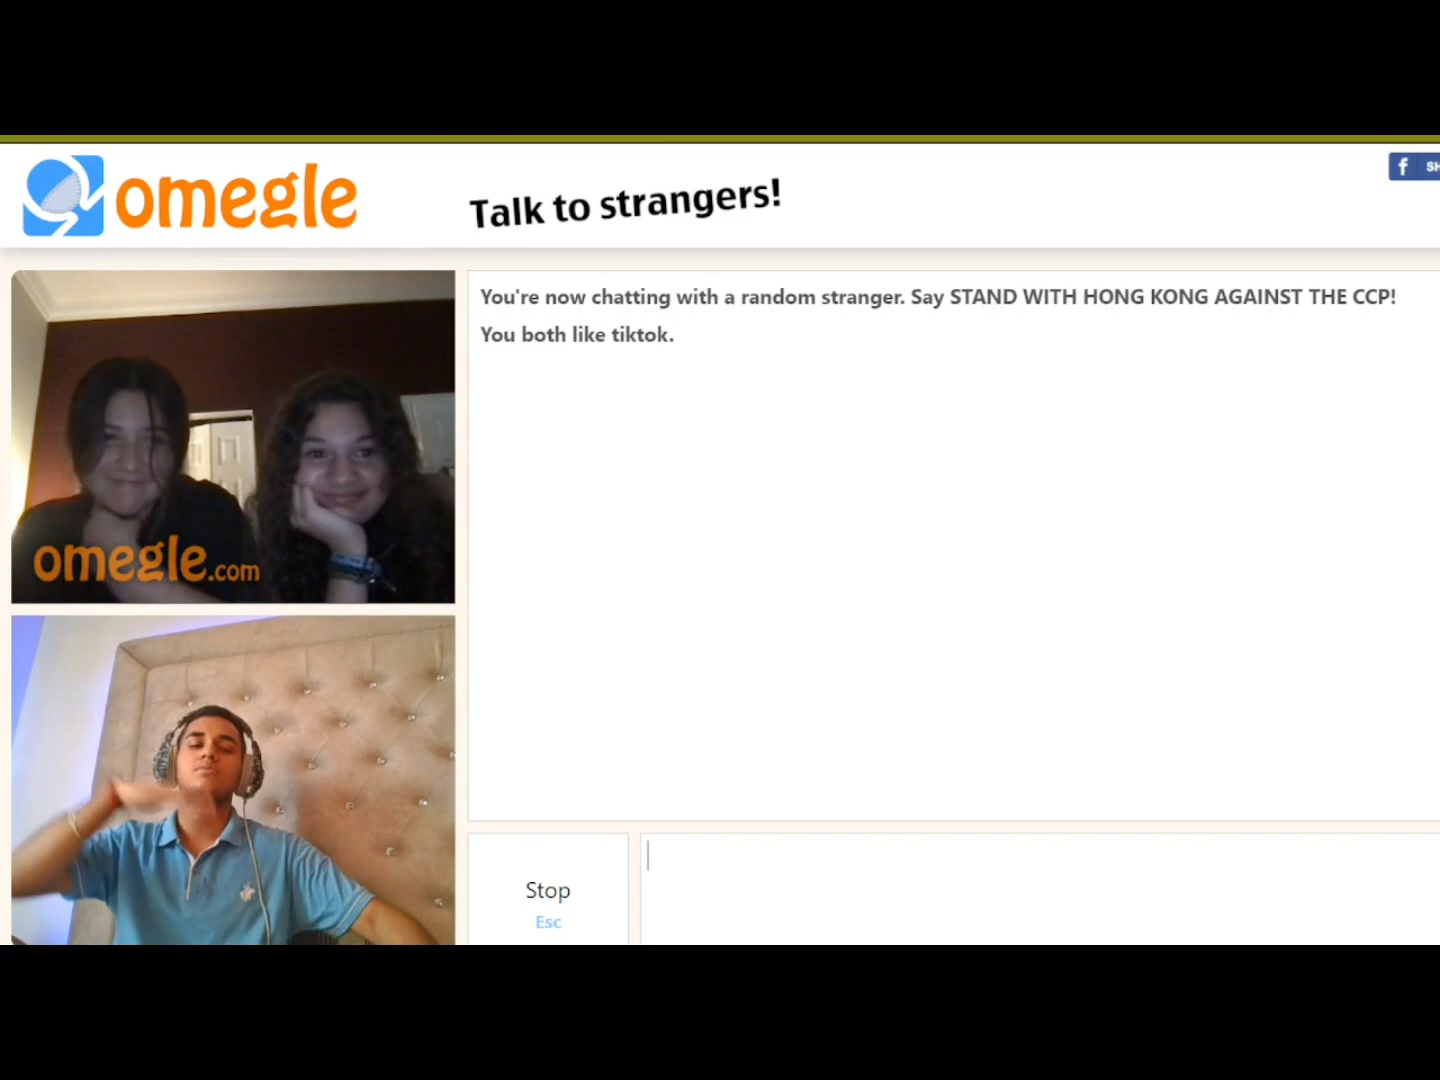 omegle
Talk to strangers!
f
You're now chatting with a random stranger. Say STAND WITH HONG KONG AGAINST THE CCP!
You both like tiktok.
omegle.com
Stop
Esc